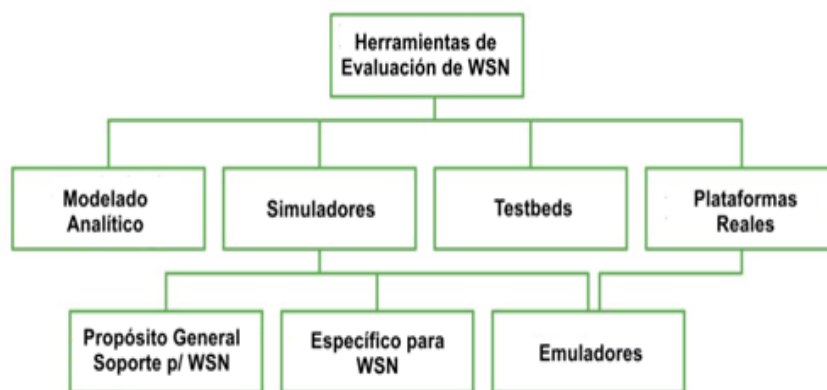 Herramientas de
Evaluación de WSN
Modelado
Analítico
Simuladores
Testbeds
Plataformas
Reales
Propósito General
Soporte p/ WSN
Específico para
WSN
Emuladores